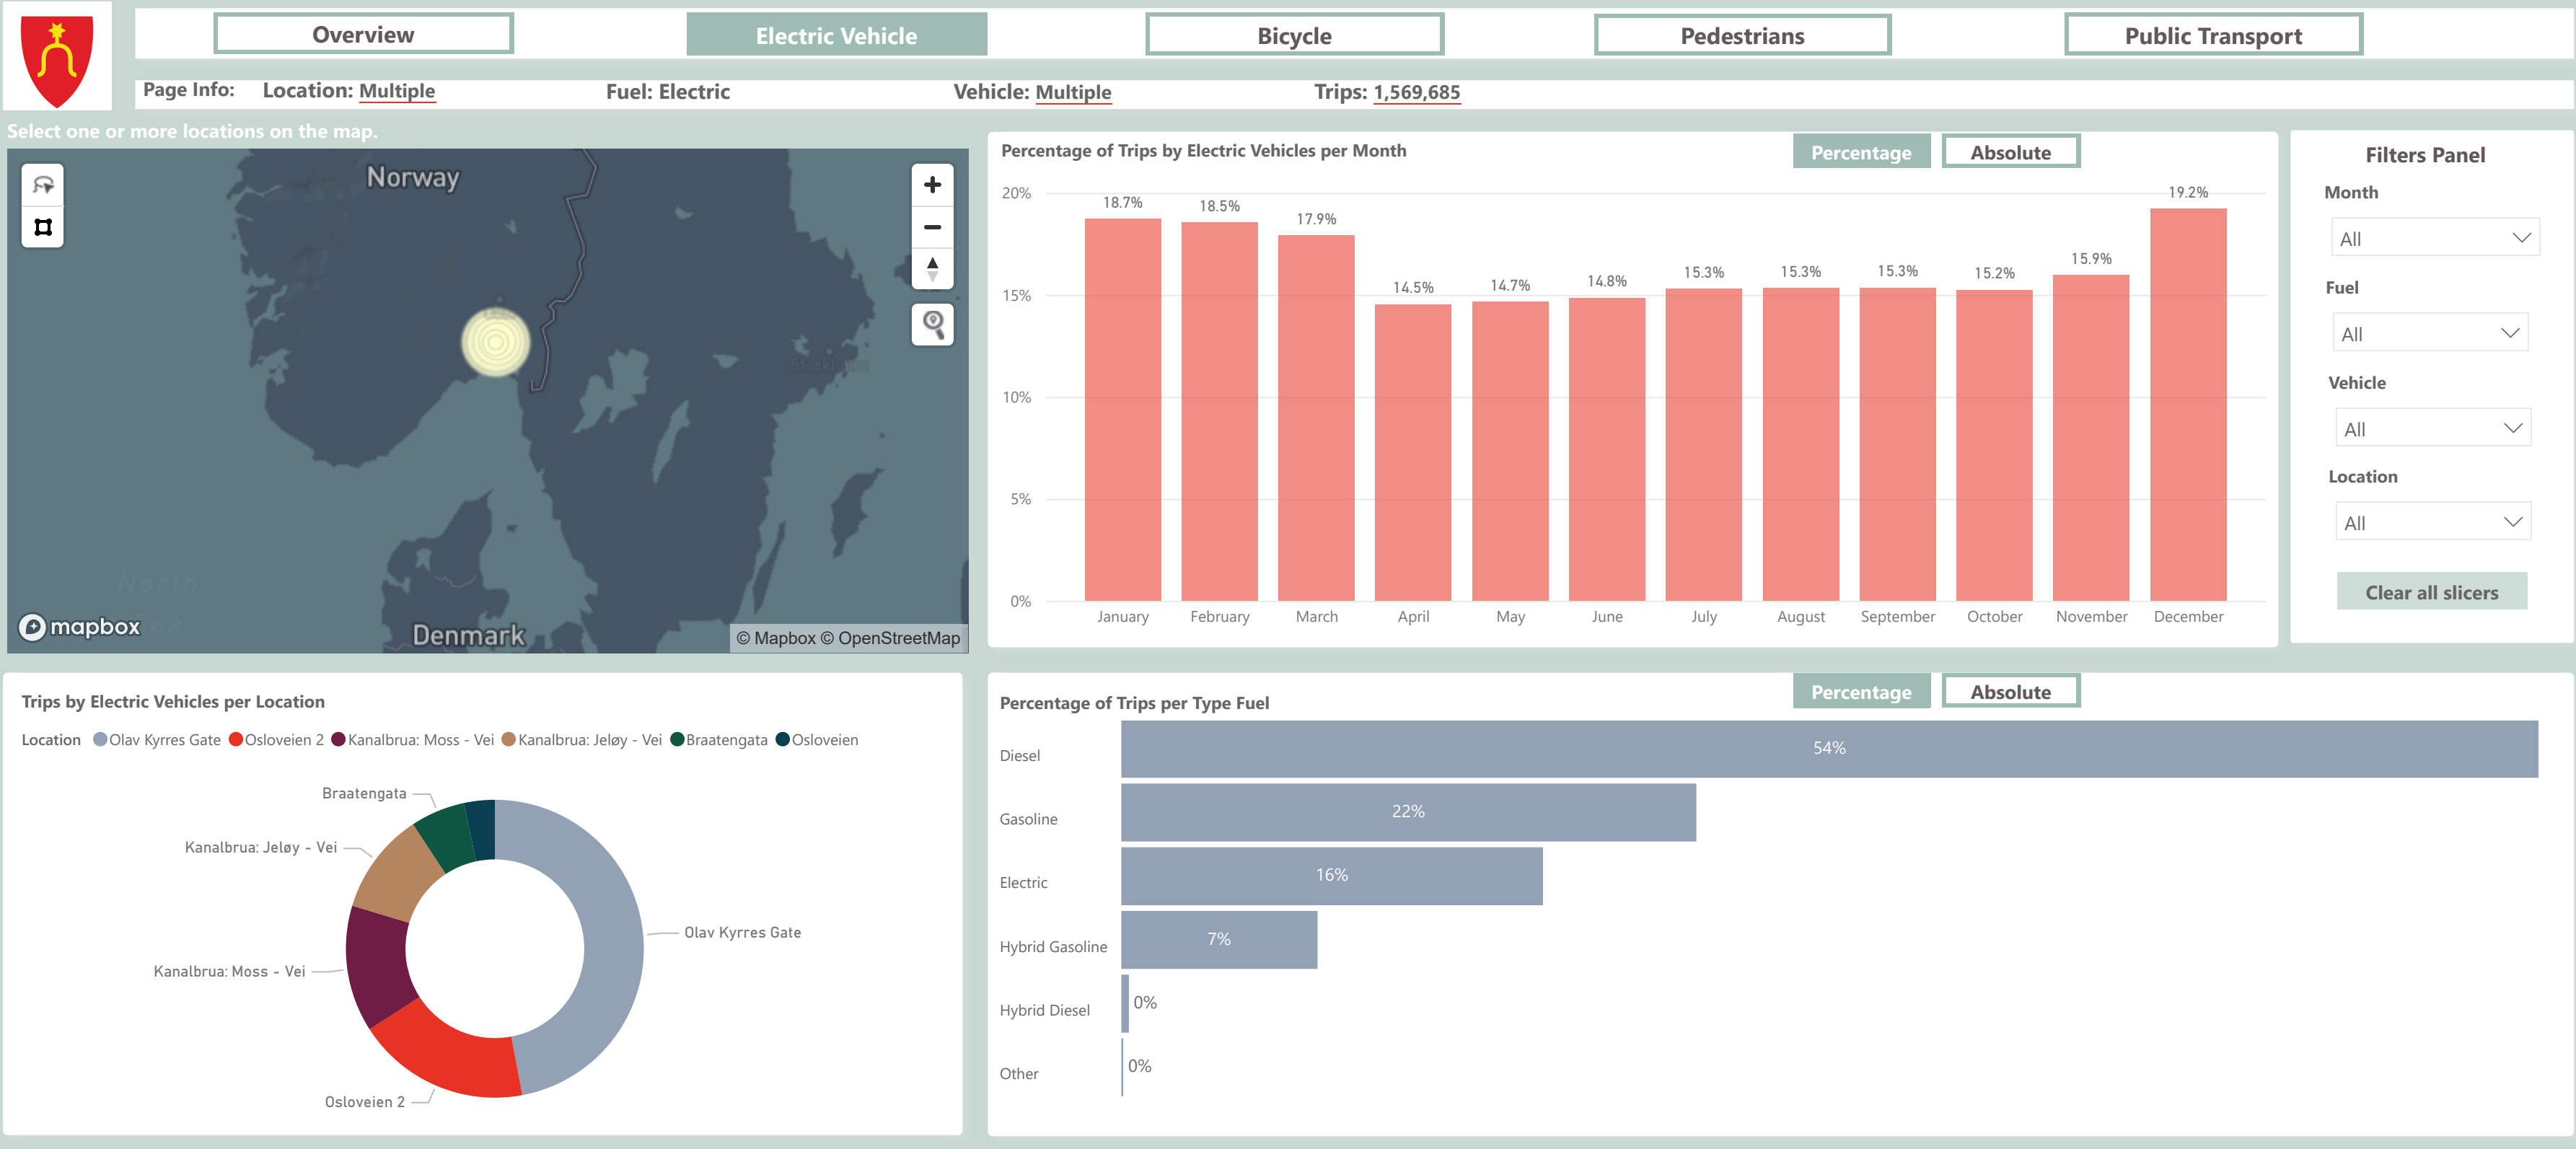 Overview
Electric Vehicle
Bicycle
Pedestrians
Public Transport
Page Info:
Location: Multiple
Fuel: Electric
Vehicle: Multiple
Trips: 1,569,685
Select one or more locations on the map.
Norway
North
Denmark
mapbox
© Mapbox © OpenStreetMap
Percentage of Trips by Electric Vehicles per Month
Percentage
Absolute
20%
15%
10%
5%
0%
18.7%
18.5%
17.9%
14.5%
14.7%
14.8%
15.3%
15.3%
15.3%
15.2%
15.9%
19.2%
January
February
March
April
May
June
July
August
September
October
November
December
Filters Panel
Month
All
Fuel
All
Vehicle
All
Location
All
Clear all slicers
Trips by Electric Vehicles per Location
Location Olav Kyrres Gate Osloveien 2 Kanalbrua: Moss - Vei Kanalbrua: Jeløy - Vei Braatengata Osloveien
Braatengata
Kanalbrua: Jeløy - Vei
Olav Kyrres Gate
Kanalbrua: Moss - Vei
Osloveien 2
Percentage of Trips per Type Fuel
Percentage
Absolute
Diesel 54%
Gasoline 22%
Electric 16%
Hybrid Gasoline 7%
Hybrid Diesel 0%
Other 0%